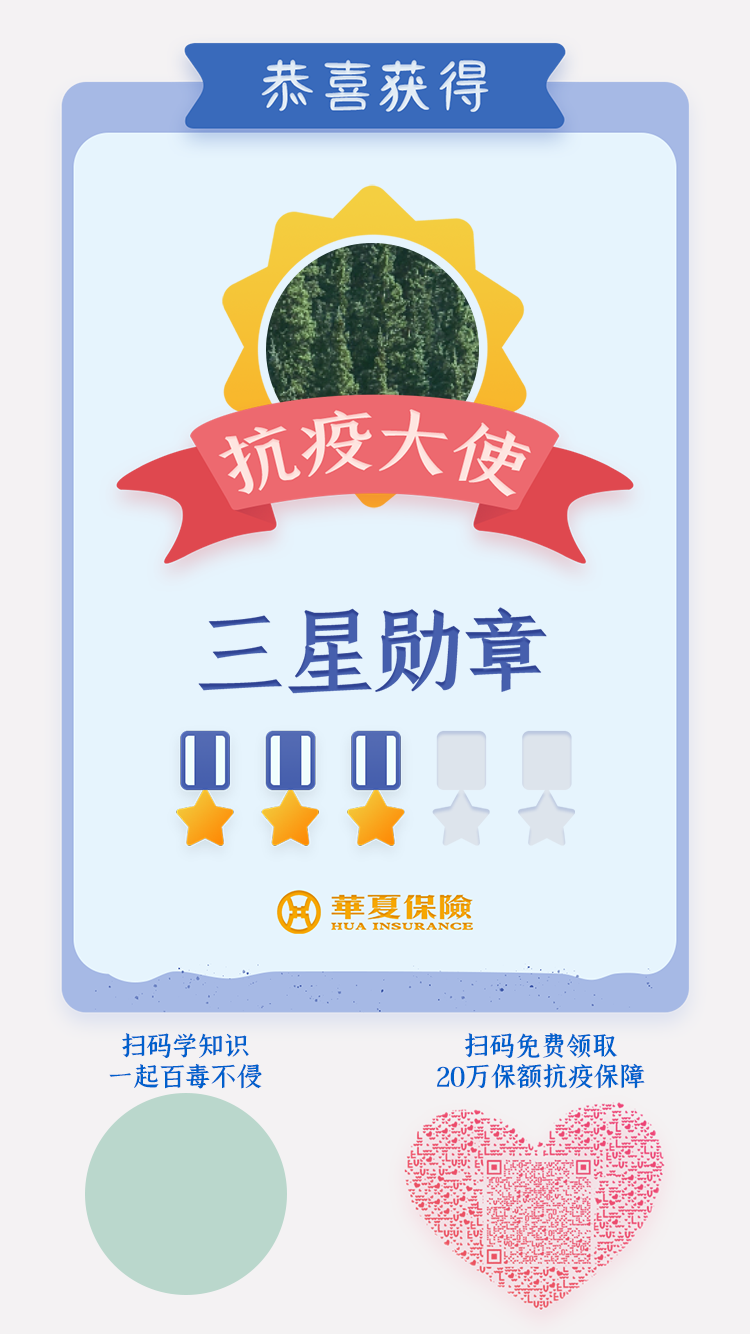 恭喜获得
抗疫大使
三星勋章
華夏保險
HUA INSURANCE
扫码学知识
一起百毒不侵
扫码免费领取
20万保额抗疫保障